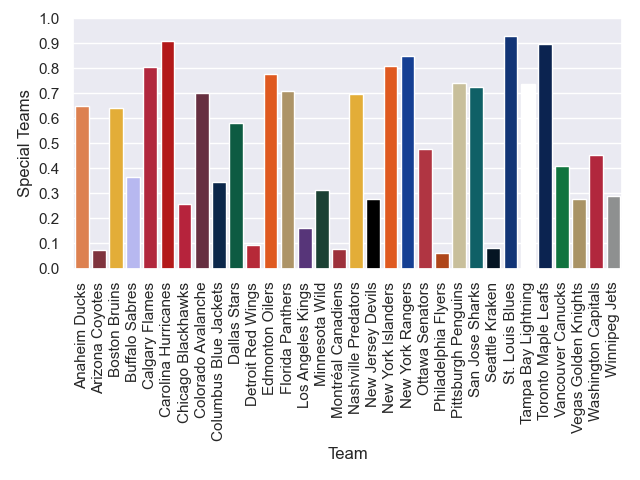 1.0
0.9
0.8
0.7
0.6
0.5
0.4
0.3
0.2
0.1
0.0
Special Teams
Anaheim Ducks
Arizona Coyotes
Boston Bruins
Buffalo Sabres
Calgary Flames
Carolina Hurricanes
Chicago Blackhawks
Colorado Avalanche
Columbus Blue Jackets
Dallas Stars
Detroit Red Wings
Edmonton Oilers
Florida Panthers
Los Angeles Kings
Minnesota Wild
Montréal Canadiens
Nashville Predators
New Jersey Devils
New York Islanders
New York Rangers
Ottawa Senators
Philadelphia Flyers
Pittsburgh Penguins
San Jose Sharks
Seattle Kraken
St. Louis Blues
Tampa Bay Lightning
Toronto Maple Leafs
Vancouver Canucks
Vegas Golden Knights
Washington Capitals
Winnipeg Jets
Team